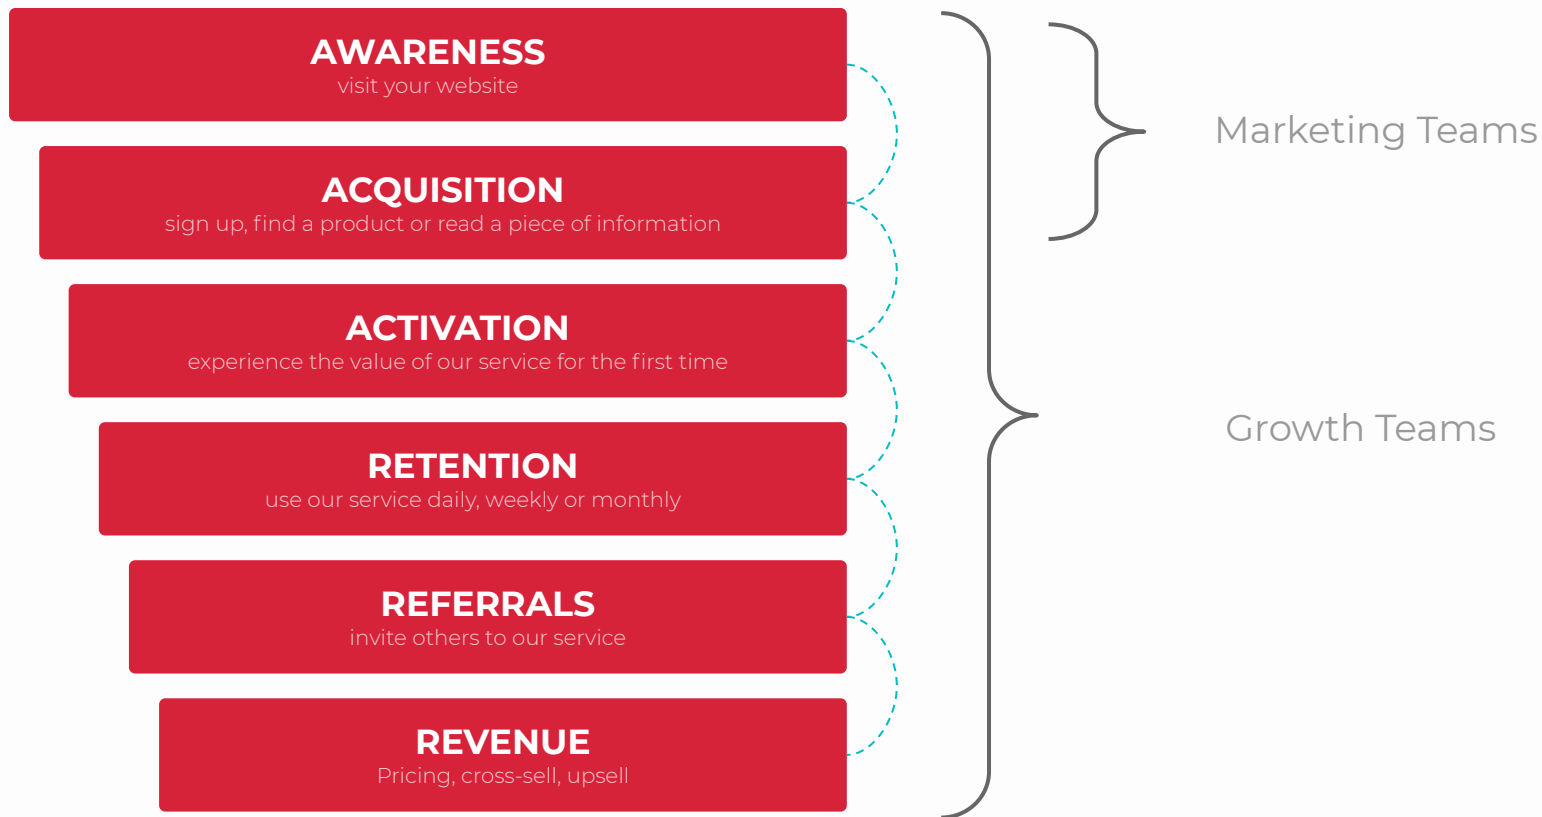 AWARENESS
visit your website
ACQUISITION
sign up, find a product or read a piece of information
ACTIVATION
experience the value of our service for the first time
RETENTION
use our service daily, weekly or monthly
REFERRALS
invite others to our service
REVENUE
Pricing, cross-sell, upsell
Marketing Teams
Growth Teams